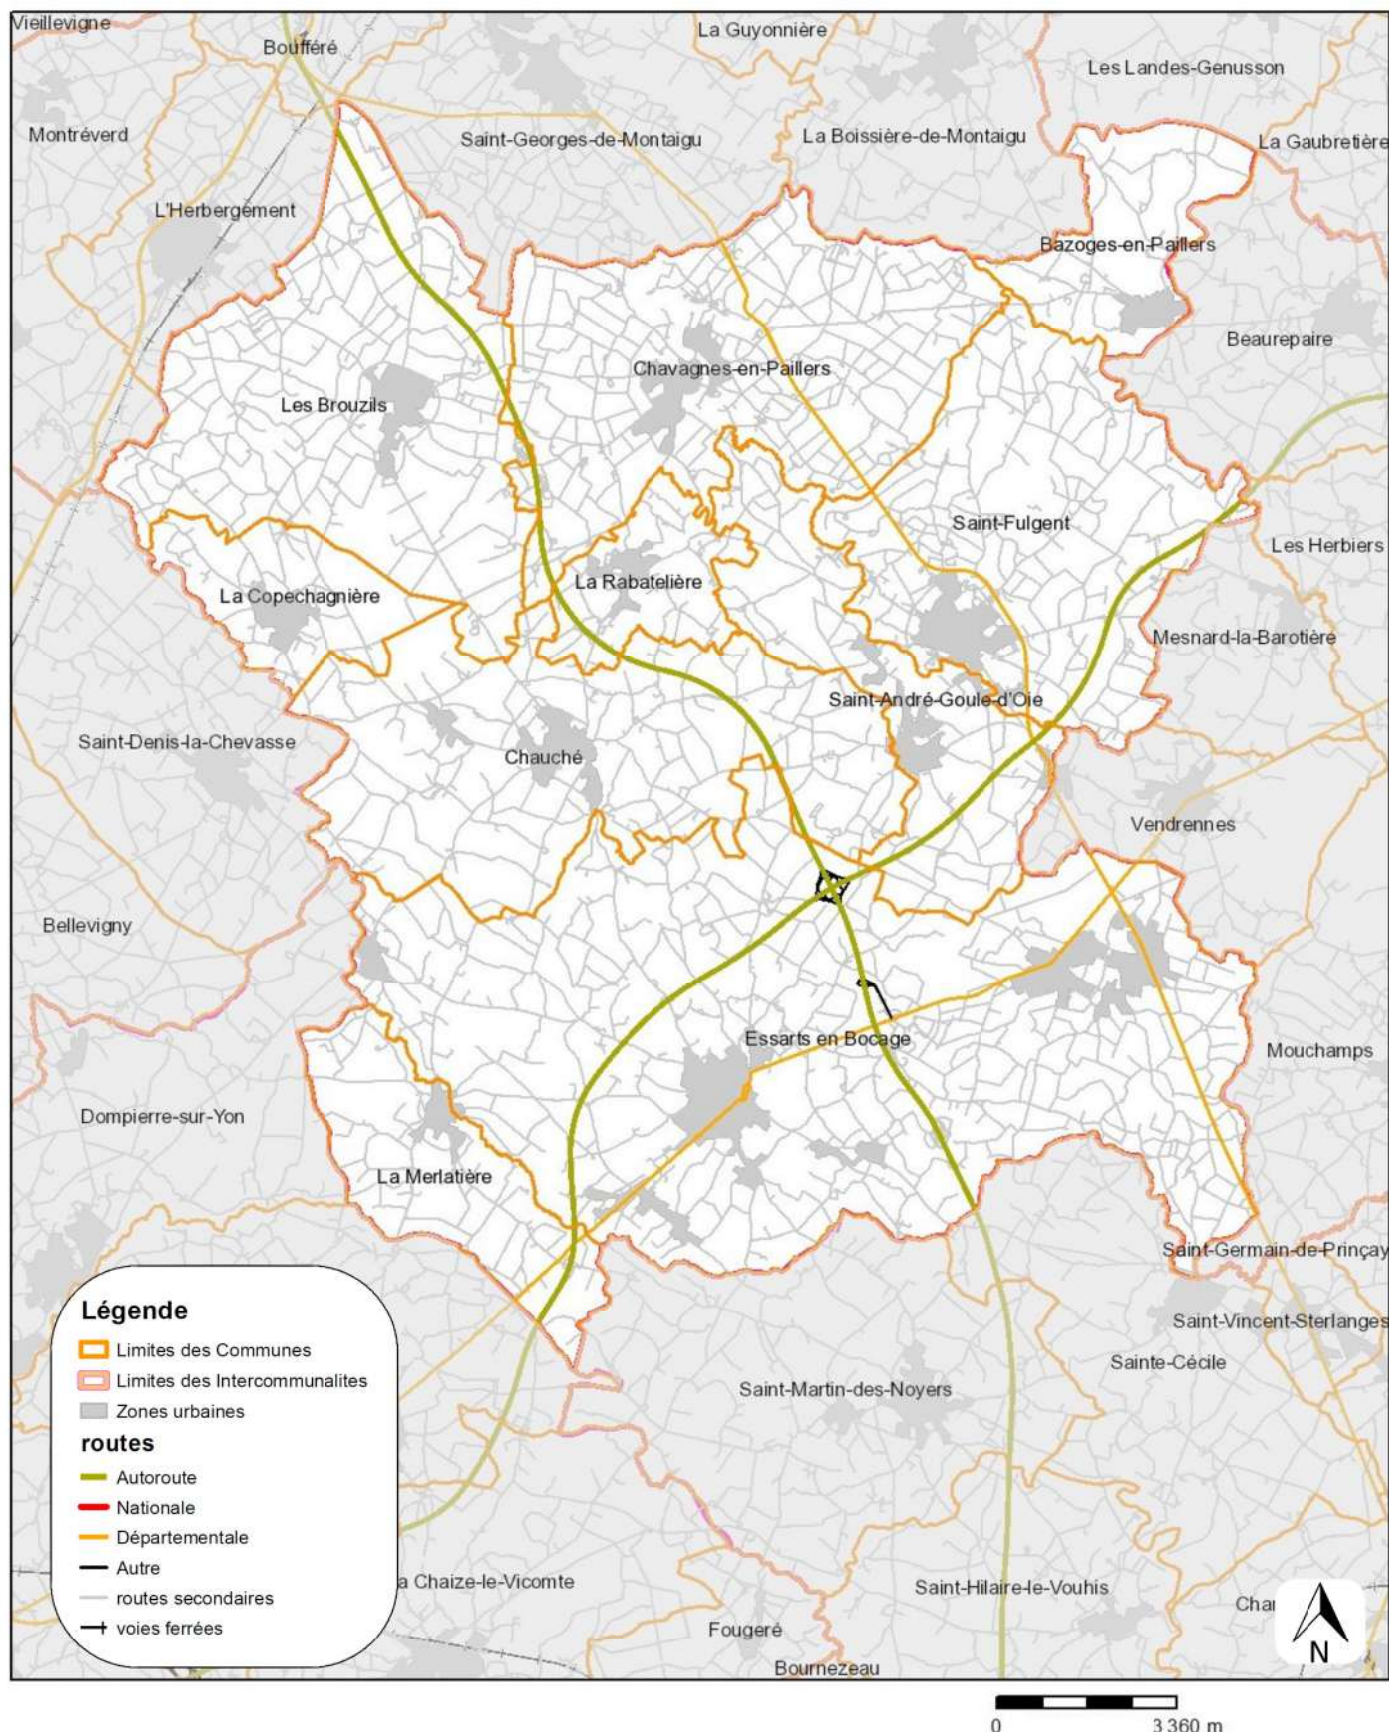 Vieillevigne
La Guyonnière
Boufféré
Les Landes-Genusson
Montréverd
Saint-Georges-de-Montaigu
La Boissière-de-Montaigu
La Gaubretière
L'Herbergement
Bazoges-en-Paillers
Beaurepaire
Chavagnes-en-Paillers
Les Brouzils
Saint-Fulgent
Les Herbiers
La Rabatelière
La Copechagnière
Mesnard-la-Barotière
Saint-André-Goule-d'Oie
Saint-Denis-la-Chevasse
Chauché
Vendrennes
Bellevigny
Essarts en Bocage
Mouchamps
Dompierre-sur-Yon
La Merlatière
Saint-Germain-de-Prinçay
Saint-Vincent-Sterlanges
Sainte-Cécile
Saint-Martin-des-Noyers
Légende
Limites des Communes
Limites des Intercommunalites
Zones urbaines
routes
Autoroute
Nationale
Départementale
Autre
routes secondaires
voies ferrées
a Chaize-le-Vicomte
Saint-Hilaire-le-Vouhis
Char
Fougeré
Bournezeau
N
0 3 360 m